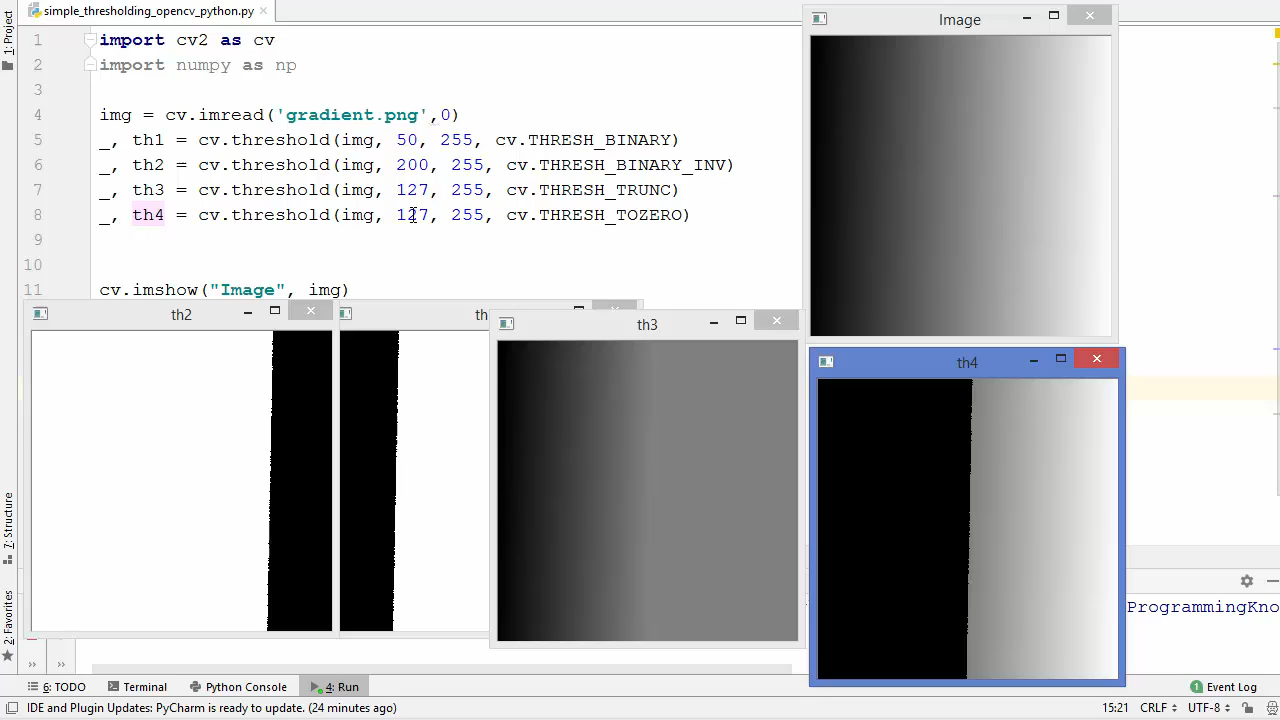 simple_thresholding_opencv_python.py
1: Project
1 import cv2 as cv
2 import numpy as np
3
4 img = cv.imread('gradient.png',0)
5 _, th1 = cv.threshold(img, 50, 255, cv.THRESH_BINARY)
6 _, th2 = cv.threshold(img, 200, 255, cv.THRESH_BINARY_INV)
7 _, th3 = cv.threshold(img, 127, 255, cv.THRESH_TRUNC)
8 _, th4 = cv.threshold(img, 127, 255, cv.THRESH_TOZERO)
9
10
11 cv.imshow("Image", img)
Image
th2
th
th3
th4
7: Structure
2: Favorites
ProgrammingKno
6: TODO Terminal Python Console 4: Run 1 Event Log
IDE and Plugin Updates: PyCharm is ready to update. (24 minutes ago) 15:21 CRLF UTF-8